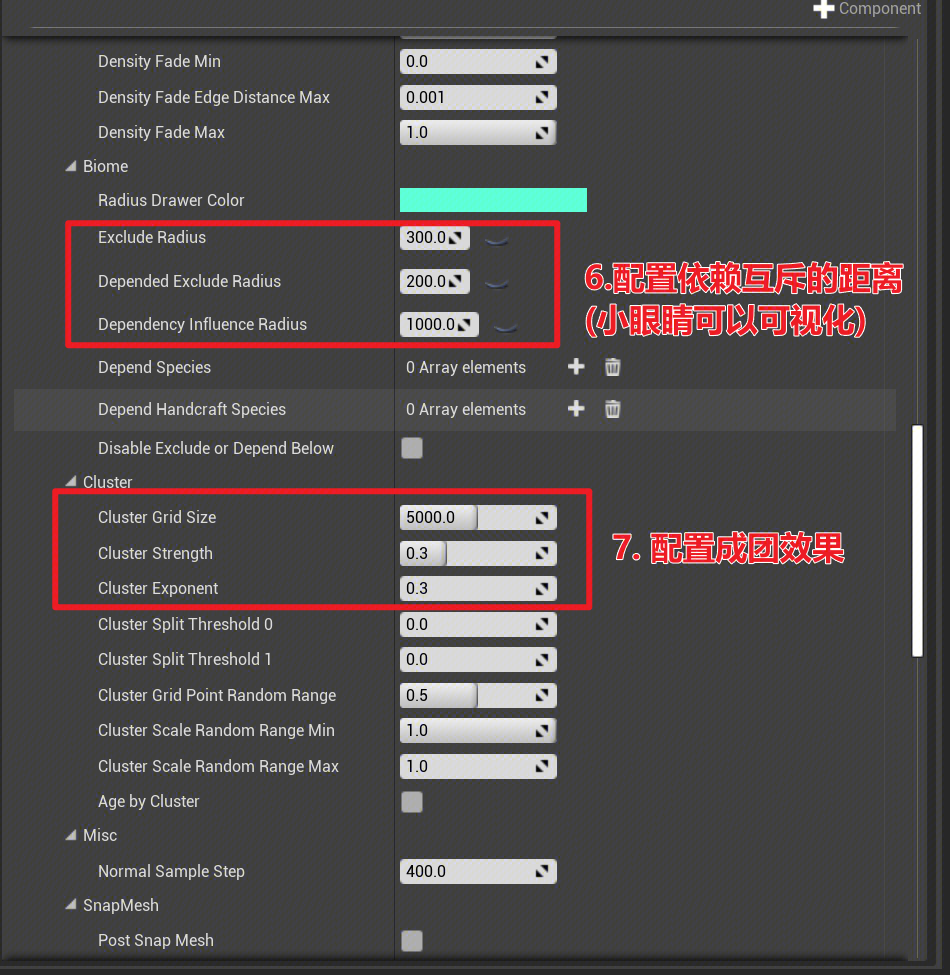 Component
Density Fade Min 0.0
Density Fade Edge Distance Max 0.001
Density Fade Max 1.0
Biome
Radius Drawer Color
Exclude Radius 300.0
Depended Exclude Radius 200.0
Dependency Influence Radius 1000.0
6.配置依赖互斥的距离
(小眼睛可以可视化)
Depend Species 0 Array elements
Depend Handcraft Species 0 Array elements
Disable Exclude or Depend Below
Cluster
Cluster Grid Size 5000.0
Cluster Strength 0.3
Cluster Exponent 0.3
7. 配置成团效果
Cluster Split Threshold 0 0.0
Cluster Split Threshold 1 0.0
Cluster Grid Point Random Range 0.5
Cluster Scale Random Range Min 1.0
Cluster Scale Random Range Max 1.0
Age by Cluster
Misc
Normal Sample Step 400.0
SnapMesh
Post Snap Mesh